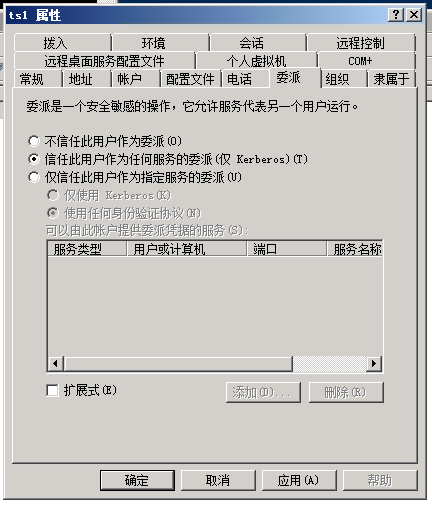 ts1 属性
拨入 环境 会话 远程控制
远程桌面服务配置文件 个人虚拟机 COM+
常规 地址 帐户 配置文件 电话 委派 组织 隶属于
委派是一个安全敏感的操作，它允许服务代表另一个用户运行。
不信任此用户作为委派(O)
信任此用户作为任何服务的委派(仅 Kerberos)(T)
仅信任此用户作为指定服务的委派(U)
仅使用 Kerberos(K)
使用任何身份验证协议(N)
可以由此帐户提供委派凭据的服务(S):
服务类型 用户或计算机 端口 服务名称
扩展式(E) 添加(D)... 删除(R)
确定 取消 应用(A) 帮助